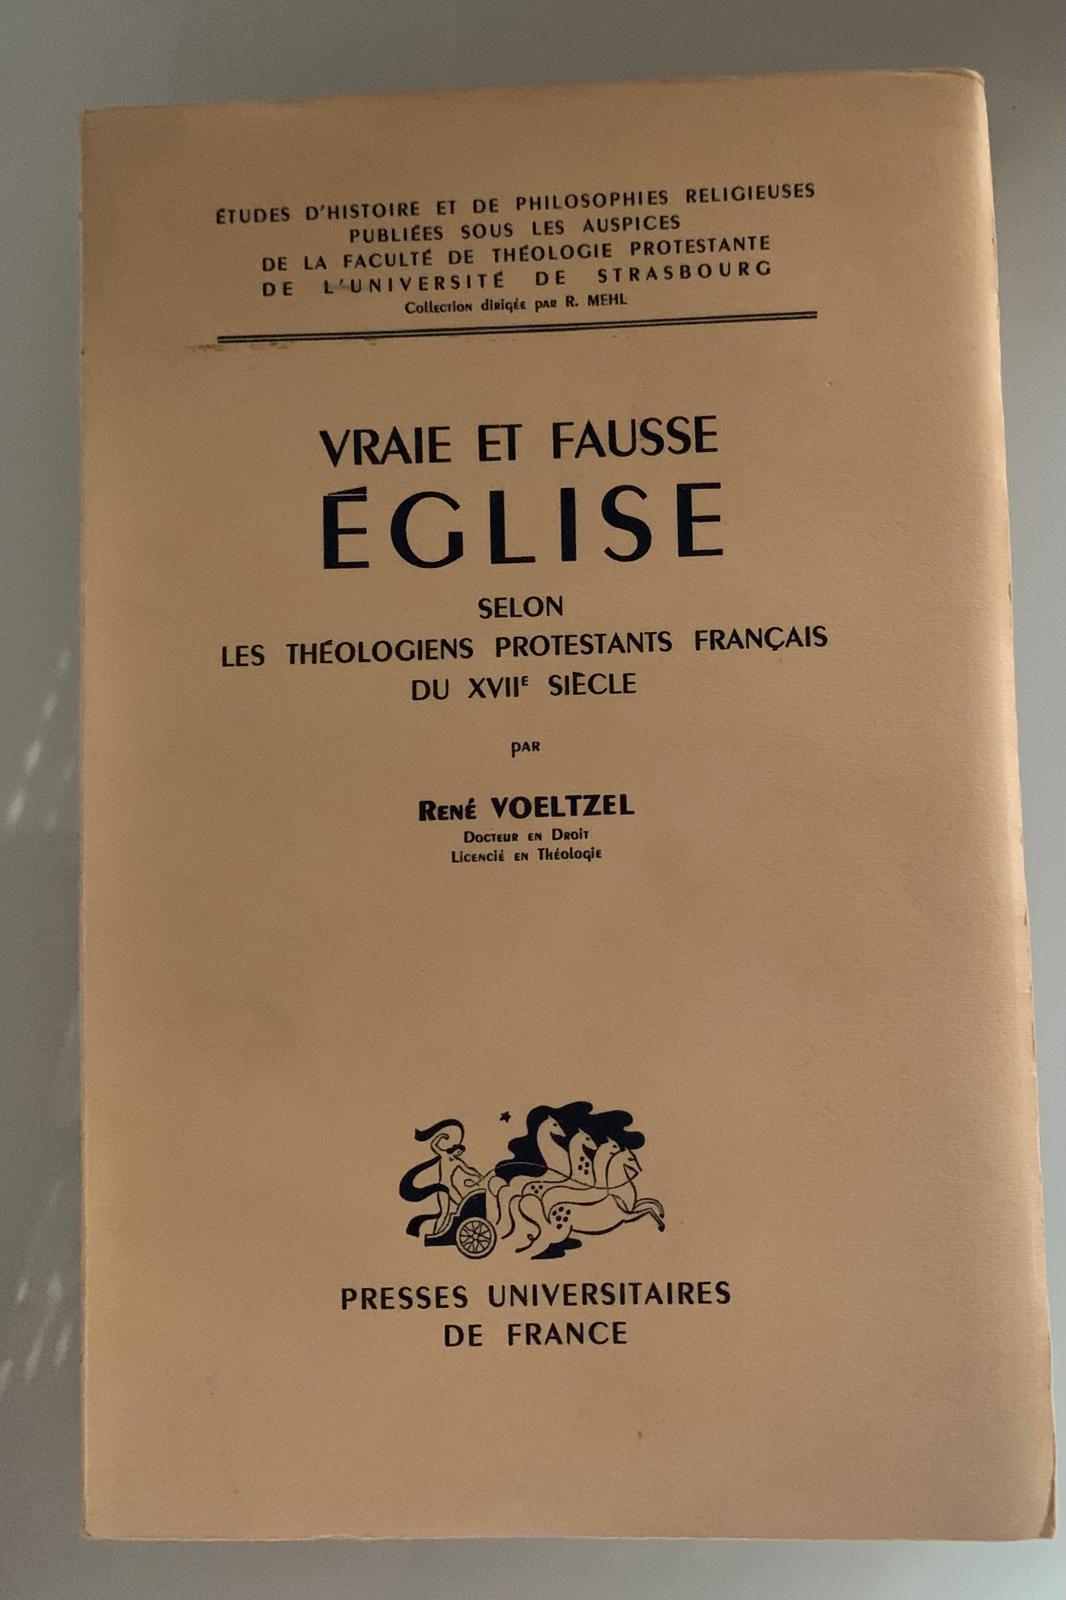 ÉTUDES D'HISTOIRE ET DE PHILOSOPHIES RELIGIEUSES
PUBLIÉES SOUS LES AUSPICES
DE LA FACULTÉ DE THÉOLOGIE PROTESTANTE
DE L'UNIVERSITÉ DE STRASBOURG
Collection dirigée par R. MEHL
VRAIE ET FAUSSE
ÉGLISE
SELON
LES THÉOLOGIENS PROTESTANTS FRANÇAIS
DU XVIIE SIÈCLE
PAR
RENÉ VOELTZEL
DOCTEUR EN DROIT
LICENCIÉ EN THÉOLOGIE
PRESSES UNIVERSITAIRES
DE FRANCE